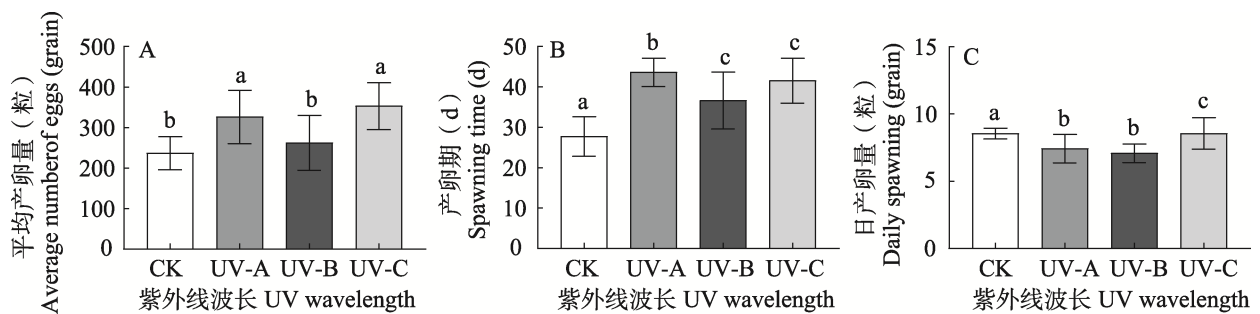 平均产卵量（粒）
Average numberof eggs (grain)
500
400
300
200
100
0
A
b
a
b
a
CK
UV-A
UV-B
UV-C
紫外线波长 UV wavelength
产卵期（d）
Spawning time (d)
50
40
30
20
10
0
B
a
b
c
c
CK
UV-A
UV-B
UV-C
紫外线波长 UV wavelength
日产卵量（粒）
Daily spawning (grain)
15
10
5
0
C
a
b
b
c
CK
UV-A
UV-B
UV-C
紫外线波长 UV wavelength